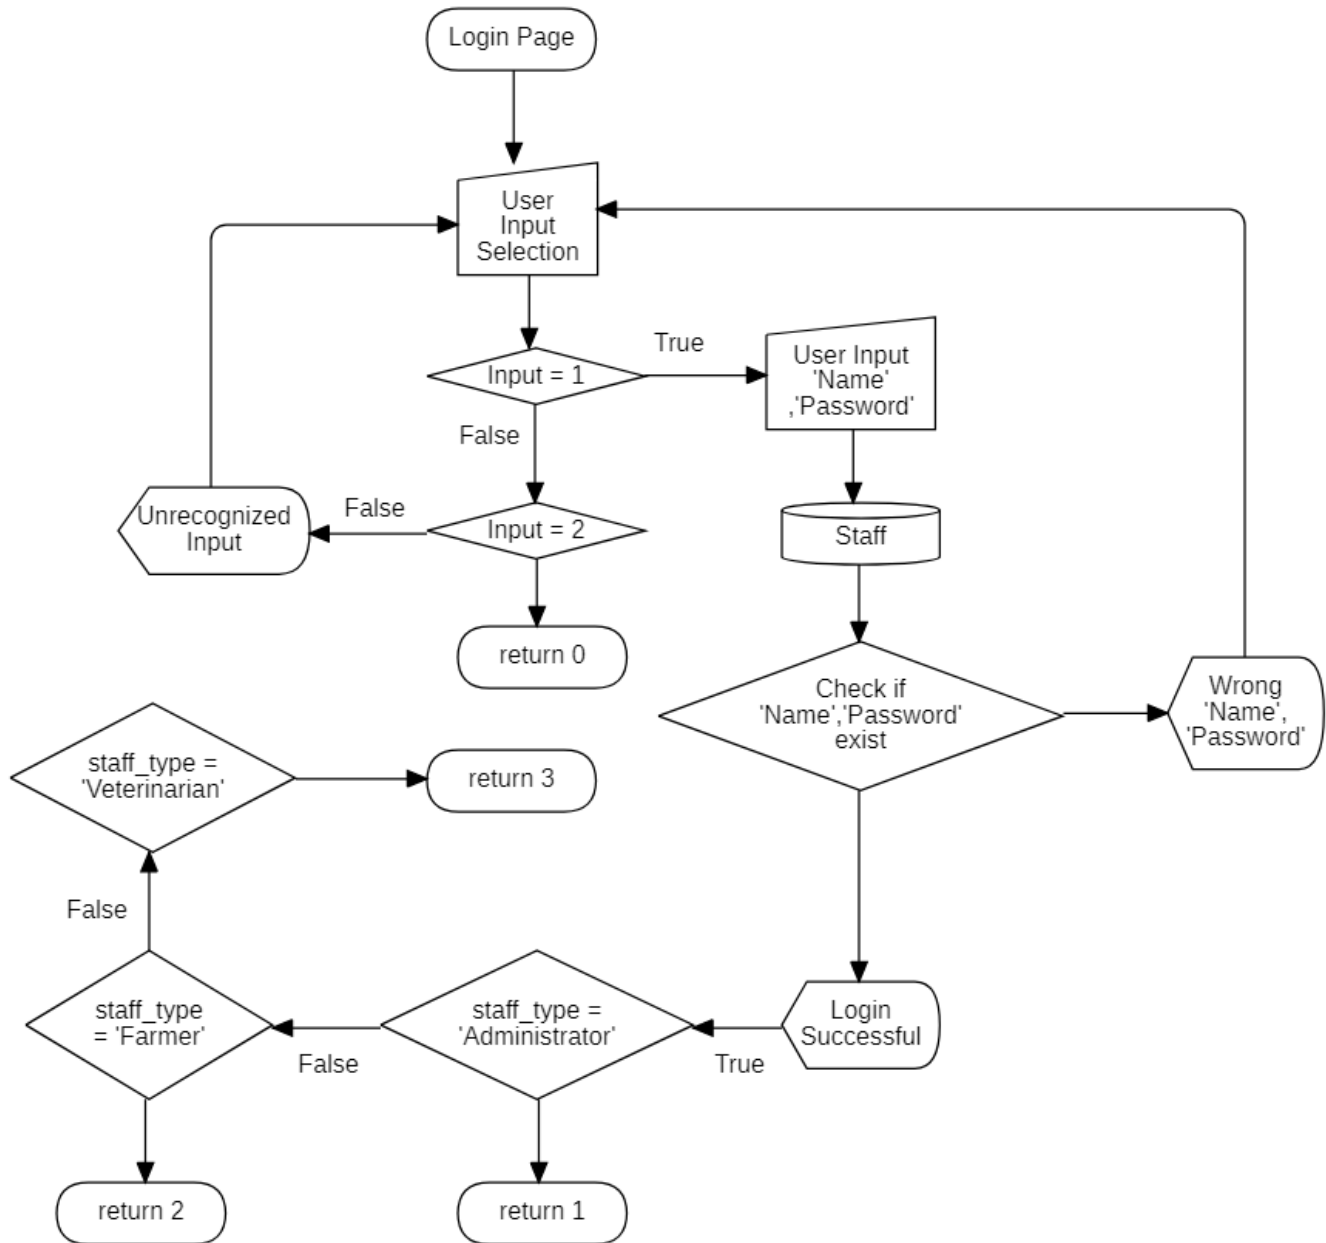 Login Page
User
Input
Selection
True
User Input
'Name'
,'Password'
Input = 1
False
Unrecognized
Input
False
Input = 2
Staff
return 0
Check if
'Name','Password'
exist
Wrong
'Name',
'Password'
staff_type =
'Veterinarian'
return 3
False
staff_type
= 'Farmer'
False
staff_type =
'Administrator'
True
Login
Successful
return 2
return 1